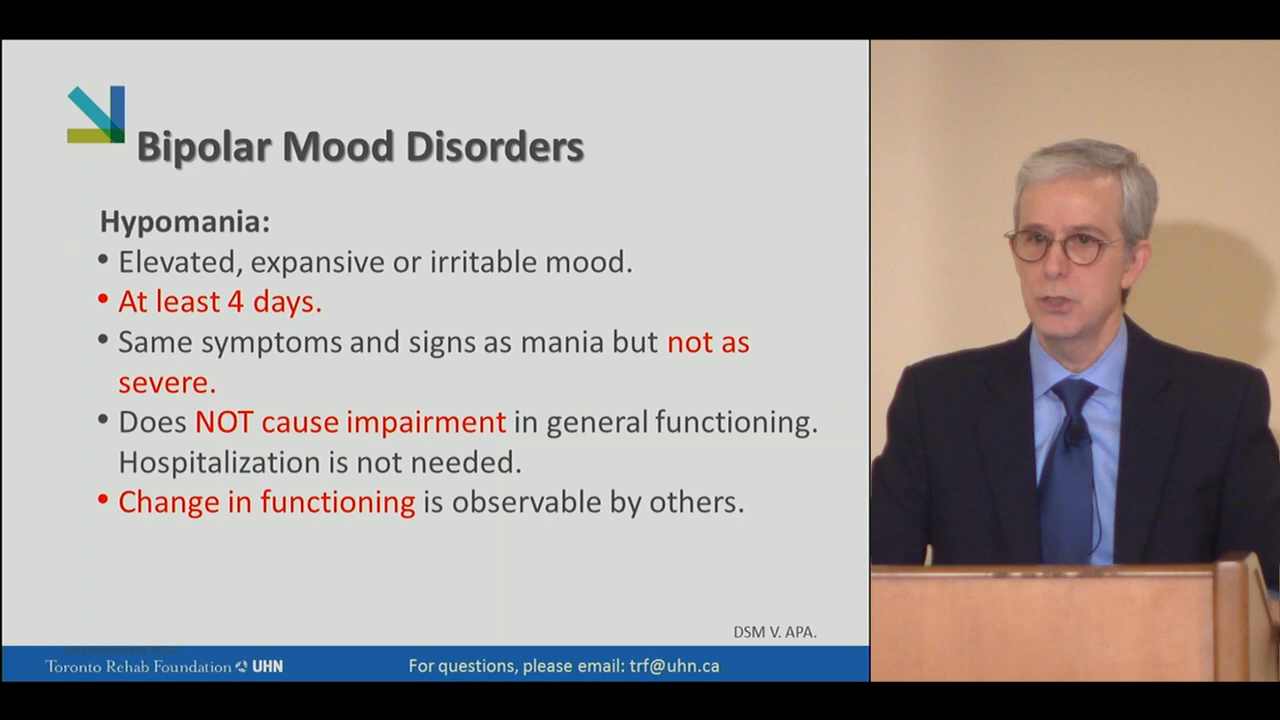 Bipolar Mood Disorders
Hypomania:
• Elevated, expansive or irritable mood.
• At least 4 days.
• Same symptoms and signs as mania but not as
severe.
• Does NOT cause impairment in general functioning.
Hospitalization is not needed.
• Change in functioning is observable by others.
DSM V. APA.
Toronto Rehab Foundation UHN
For questions, please email: trf@uhn.ca